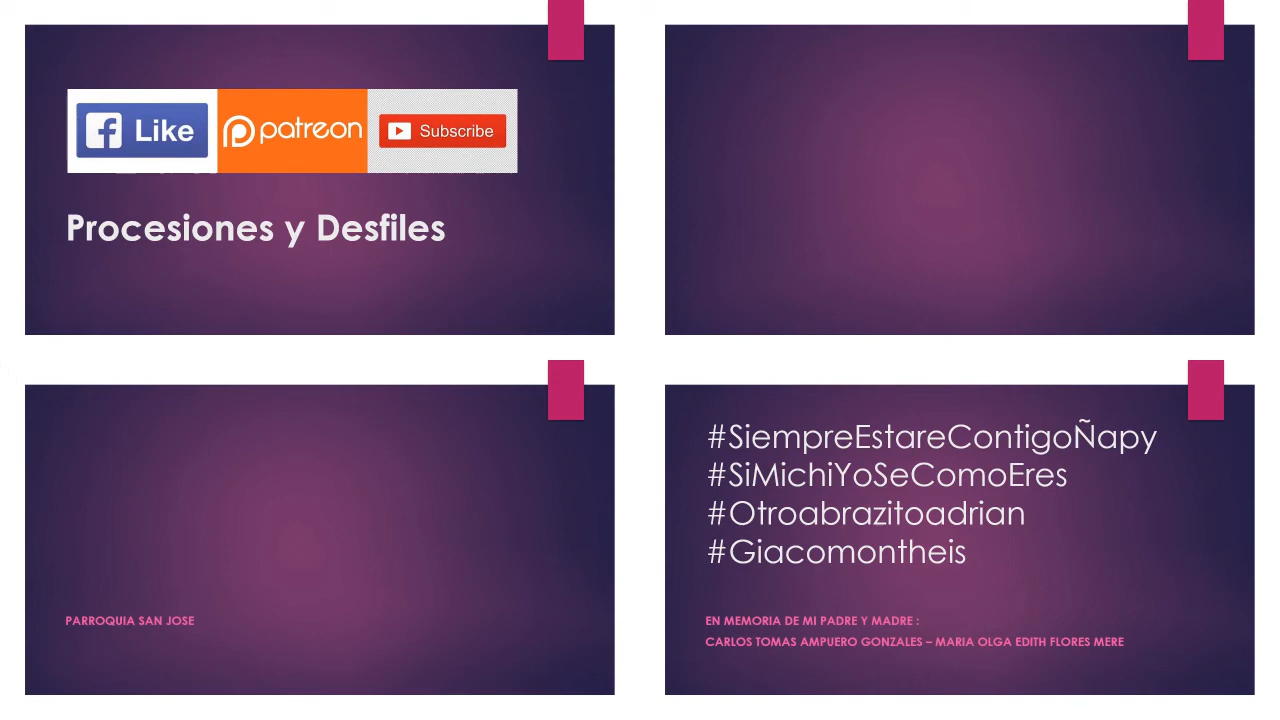 Like
patreon
Subscribe
Procesiones y Desfiles
#SiempreEstareContigoÑapy
#SiMichiYoSeComoEres
#Otroabrazitoadrian
#Giacomontheis
PARROQUIA SAN JOSE
EN MEMORIA DE MI PADRE Y MADRE :
CARLOS TOMAS AMPUERO GONZALES – MARIA OLGA EDITH FLORES MERE